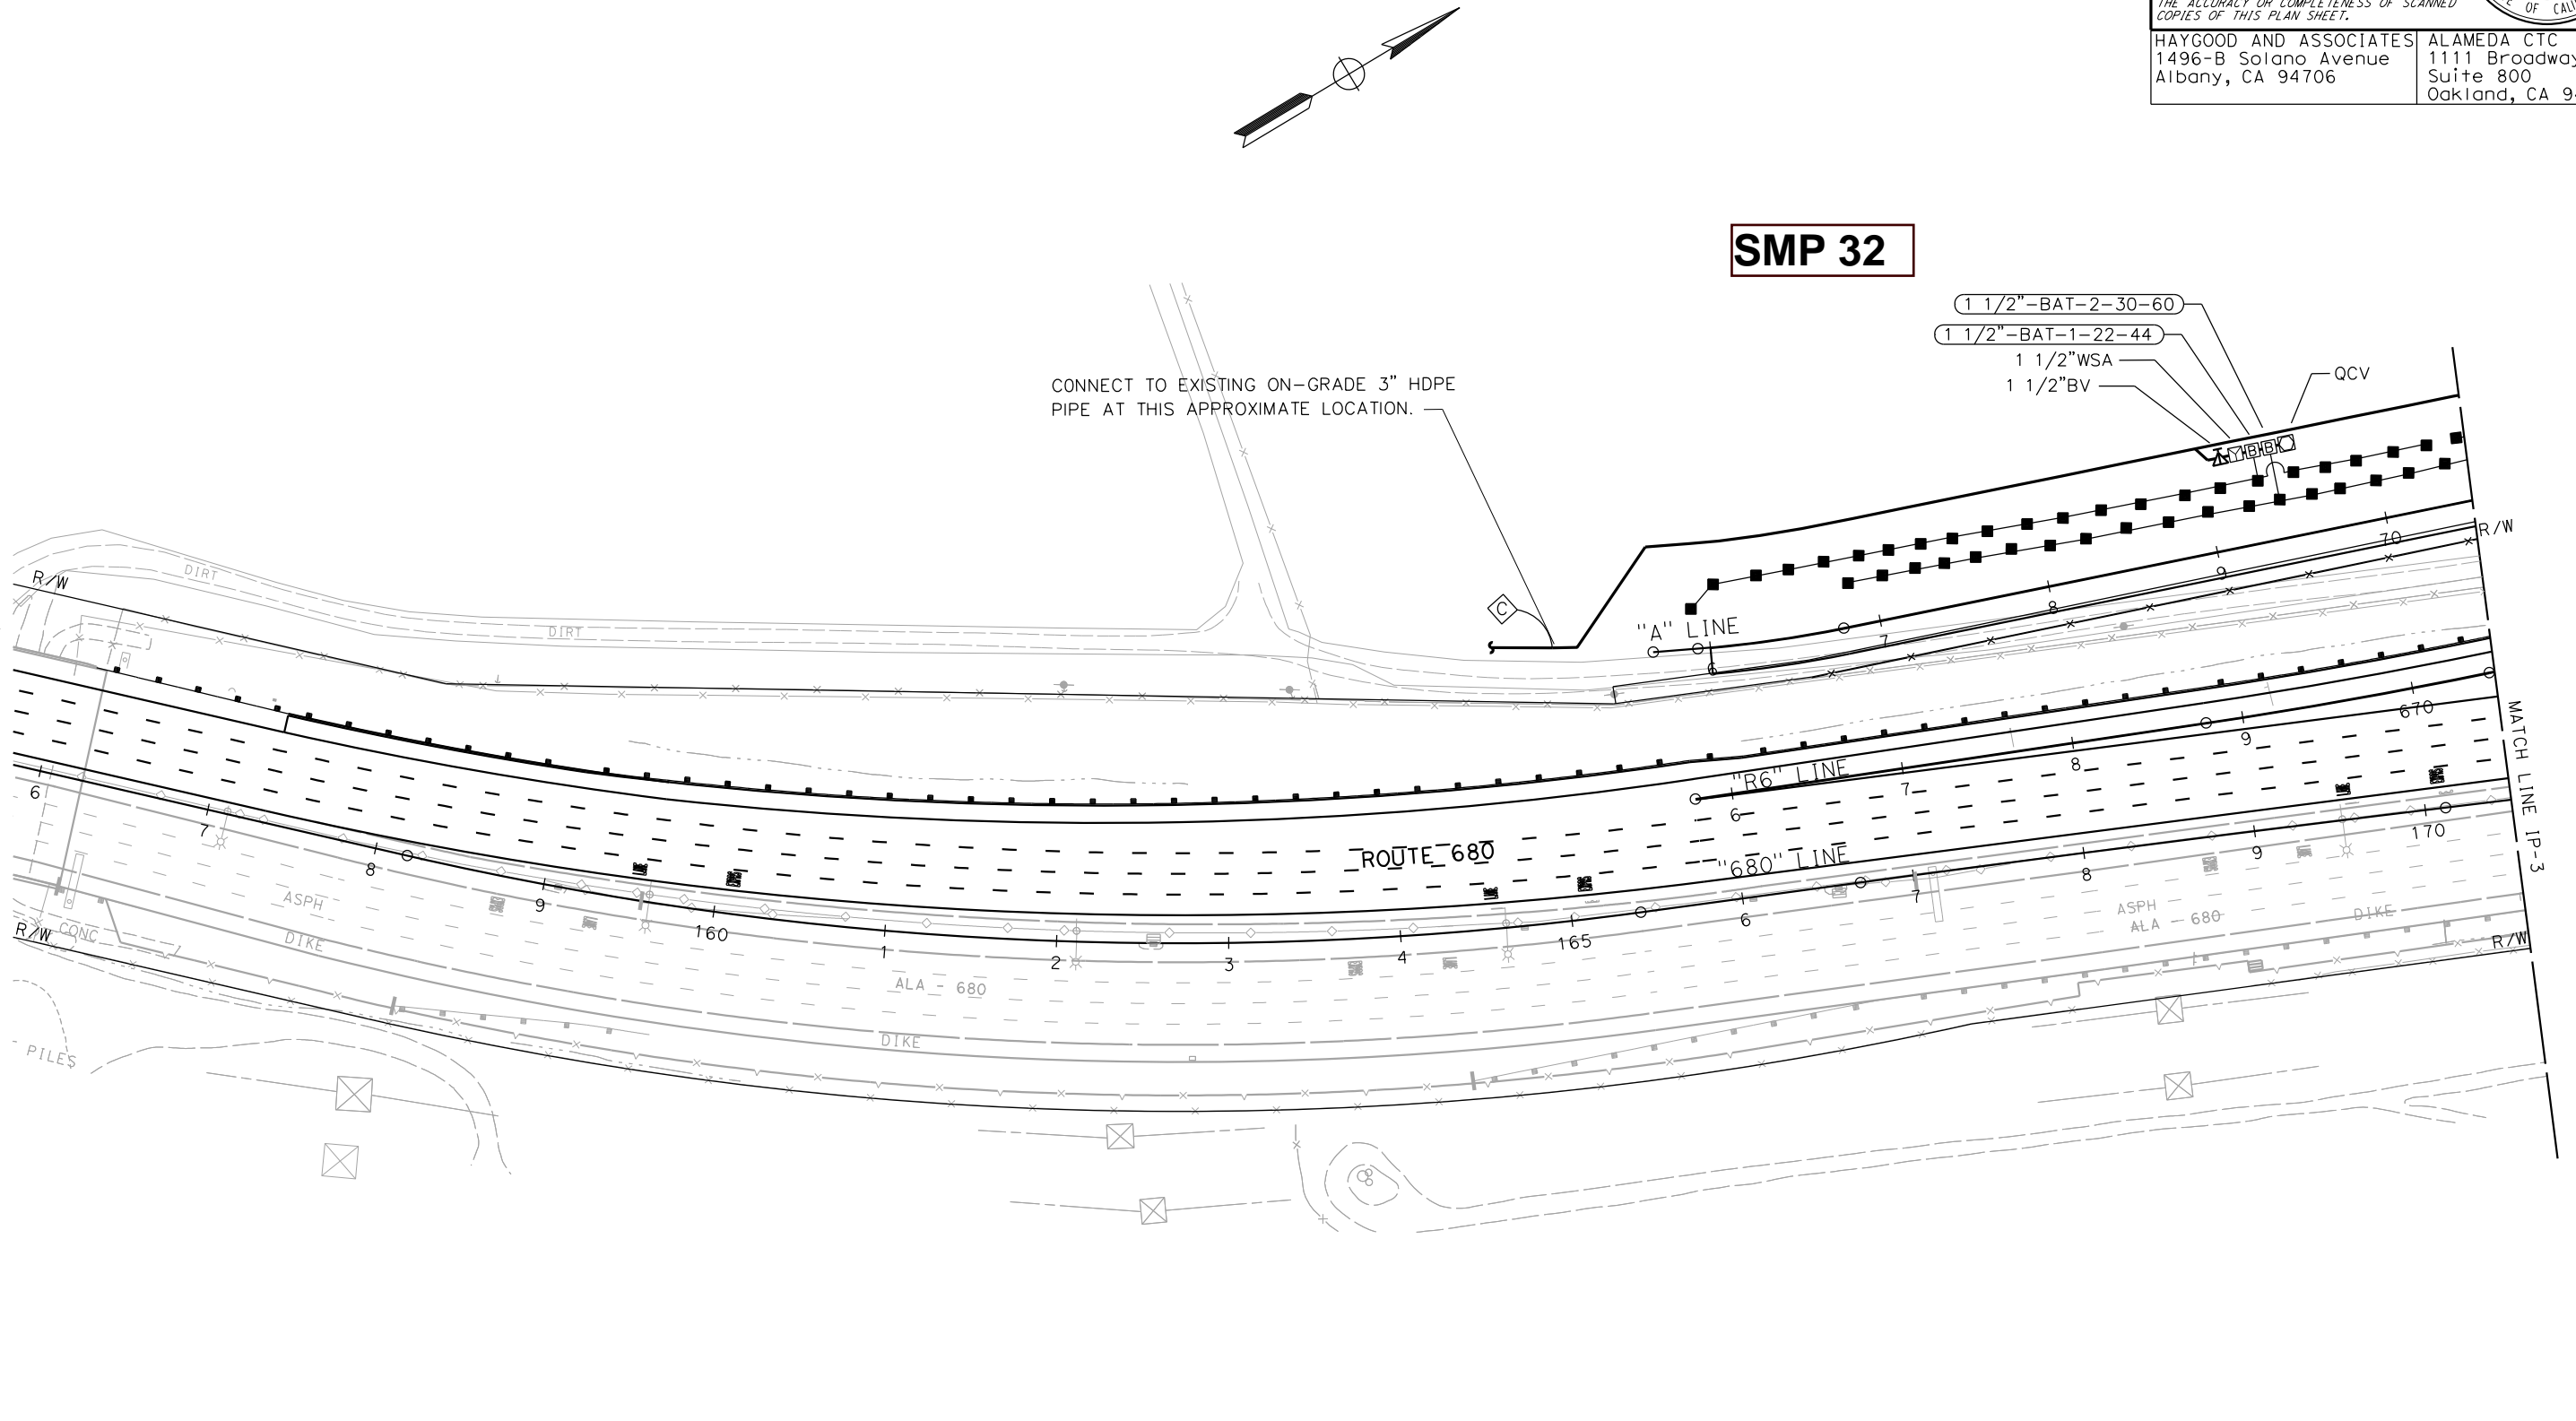 THE ACCURACY OR COMPLETENESS OF SCANNED
COPIES OF THIS PLAN SHEET.
OF CALI
HAYGOOD AND ASSOCIATES
1496-B Solano Avenue
Albany, CA 94706
ALAMEDA CTC
1111 Broadway
Suite 800
Oakland, CA 9
SMP 32
1 1/2"-BAT-2-30-60
1 1/2"-BAT-1-22-44
1 1/2"WSA
1 1/2"BV
QCV
CONNECT TO EXISTING ON-GRADE 3" HDPE
PIPE AT THIS APPROXIMATE LOCATION.
Y B B
C
"A" LINE
6
7
8
9
70
R/W
R/W
DIRT
DIRT
"R6" LINE
6
7
8
9
670
MATCH LINE IP-3
ROUTE 680
"680" LINE
6
7
8
9
160
1
2
3
4
165
6
7
8
9
170
ASPH
DIKE
CONC
R/W
ALA - 680
DIKE
ASPH
ALA - 680
DIKE
R/W
PILES